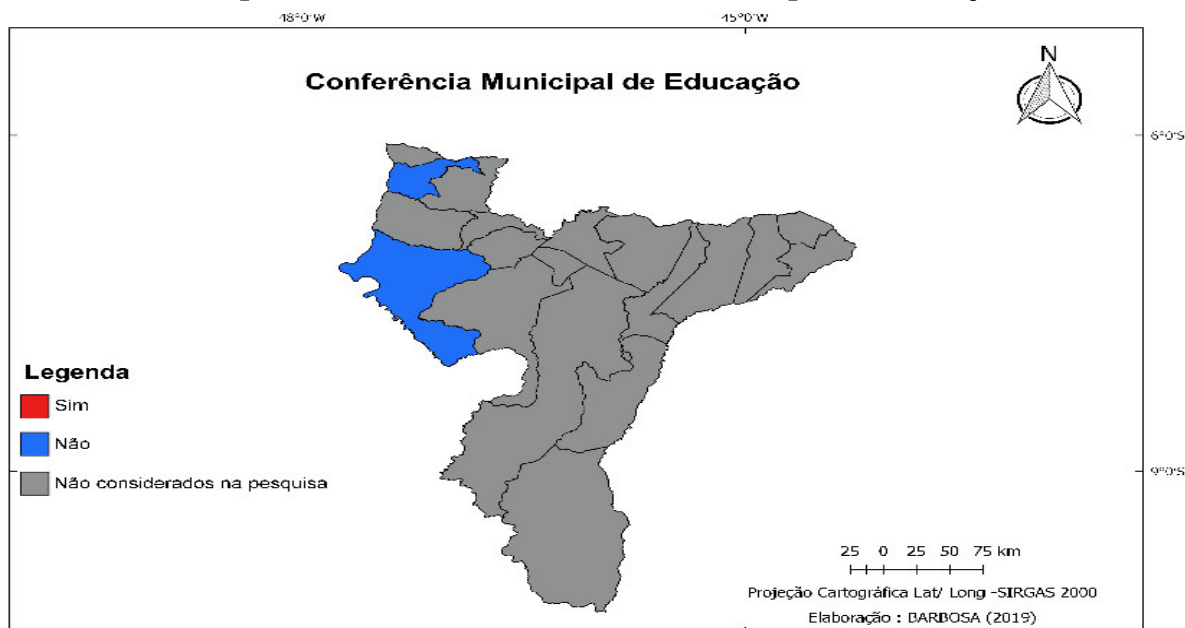 48°0'W 45°0'W
Conferência Municipal de Educação
N
6°0'S
Legenda
Sim
Não
Não considerados na pesquisa
9°0'S
25 0 25 50 75 km
Projeção Cartográfica Lat/ Long -SIRGAS 2000
Elaboração : BARBOSA (2019)